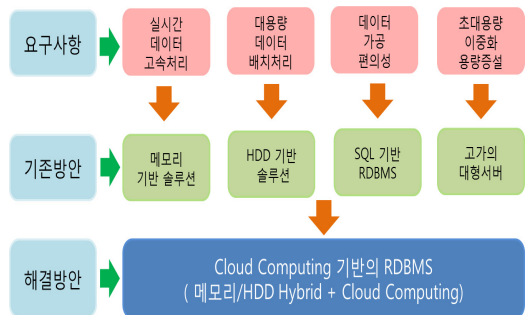 요구사항
실시간
데이터
고속처리
대용량
데이터
배치처리
데이터
가공
편의성
초대용량
이중화
용량증설
기존방안
메모리
기반 솔루션
HDD 기반
솔루션
SQL 기반
RDBMS
고가의
대형서버
해결방안
Cloud Computing 기반의 RDBMS
( 메모리/HDD Hybrid + Cloud Computing)